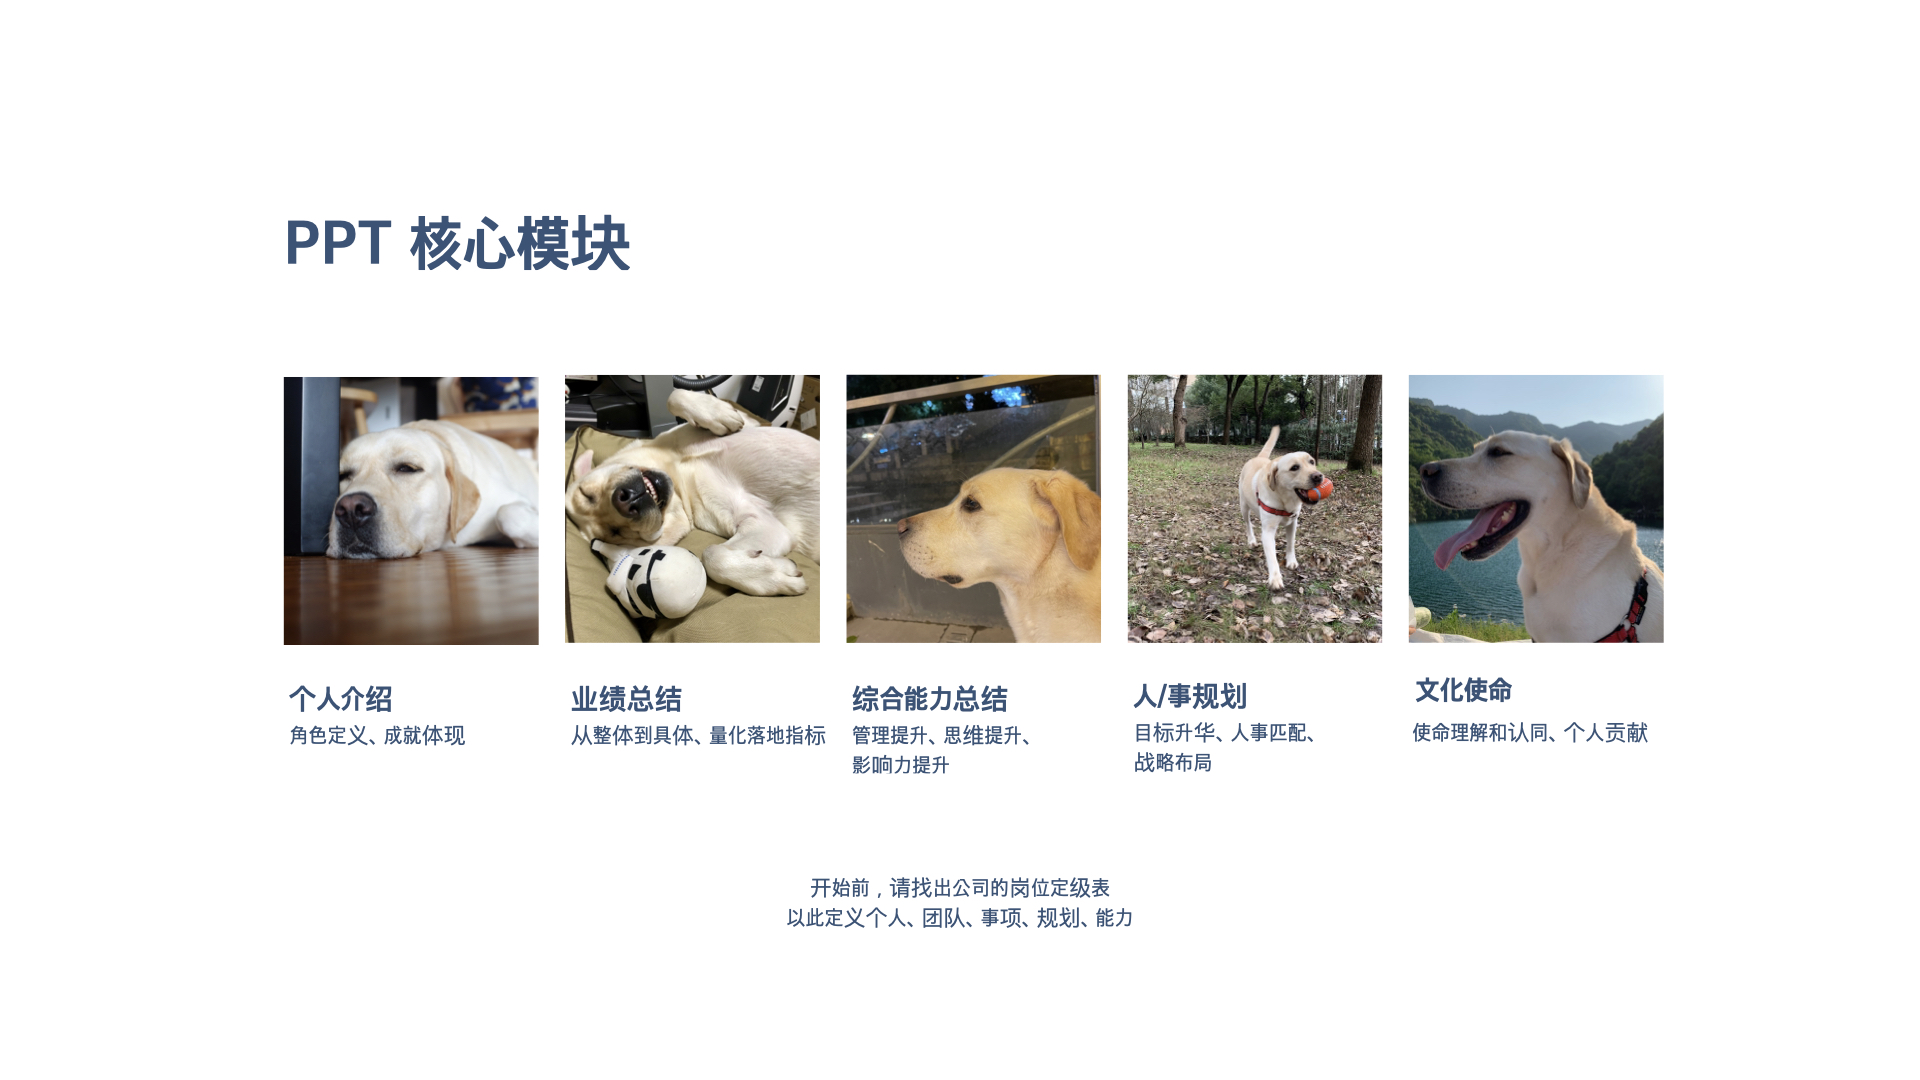 PPT 核心模块
个人介绍
角色定义、成就体现
业绩总结
从整体到具体、量化落地指标
综合能力总结
管理提升、思维提升、
影响力提升
人/事规划
目标升华、人事匹配、
战略布局
文化使命
使命理解和认同、个人贡献
开始前，请找出公司的岗位定级表
以此定义个人、团队、事项、规划、能力